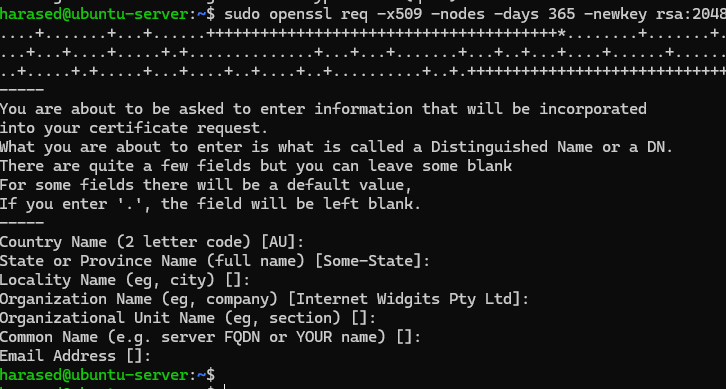 harased@ubuntu-server:~$ sudo openssl req -x509 -nodes -days 365 -newkey rsa:2048
....+.......+...+......+++++++++++++++++++++++++++++++++++++++*........+.......+.
...+...+....+.....+.+...............+...+....+.......+...+..+...+....+......+......
..+.....+.+.....+...+....+..+....+..+..........+..+.+++++++++++++++++++++++++++++
-----
You are about to be asked to enter information that will be incorporated
into your certificate request.
What you are about to enter is what is called a Distinguished Name or a DN.
There are quite a few fields but you can leave some blank
For some fields there will be a default value,
If you enter '.', the field will be left blank.
-----
Country Name (2 letter code) [AU]:
State or Province Name (full name) [Some-State]:
Locality Name (eg, city) []:
Organization Name (eg, company) [Internet Widgits Pty Ltd]:
Organizational Unit Name (eg, section) []:
Common Name (e.g. server FQDN or YOUR name) []:
Email Address []:
harased@ubuntu-server:~$